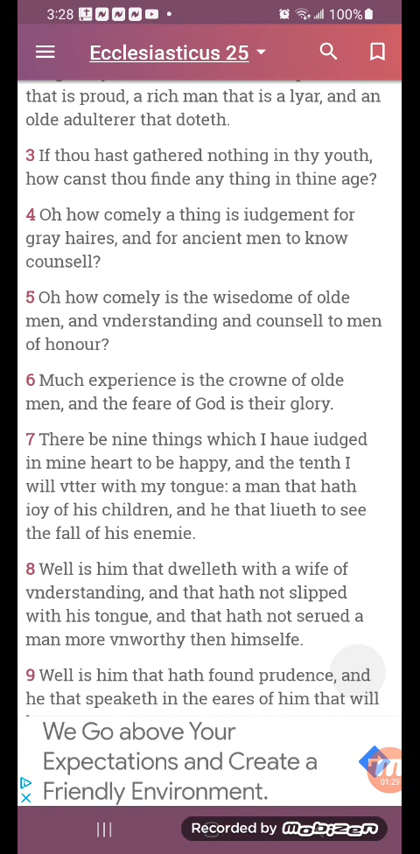 3:28 100%
Ecclesiasticus 25
that is proud, a rich man that is a lyar, and an
olde adulterer that doteth.
3 If thou hast gathered nothing in thy youth,
how canst thou finde any thing in thine age?
4 Oh how comely a thing is iudgement for
gray haires, and for ancient men to know
counsell?
5 Oh how comely is the wisedome of olde
men, and vnderstanding and counsell to men
of honour?
6 Much experience is the crowne of olde
men, and the feare of God is their glory.
7 There be nine things which I haue iudged
in mine heart to be happy, and the tenth I
will vtter with my tongue: a man that hath
ioy of his children, and he that liueth to see
the fall of his enemie.
8 Well is him that dwelleth with a wife of
vnderstanding, and that hath not slipped
with his tongue, and that hath not serued a
man more vnworthy then himselfe.
9 Well is him that hath found prudence, and
he that speaketh in the eares of him that will
We Go above Your
Expectations and Create a
Friendly Environment.
01:29
Recorded by mobizen